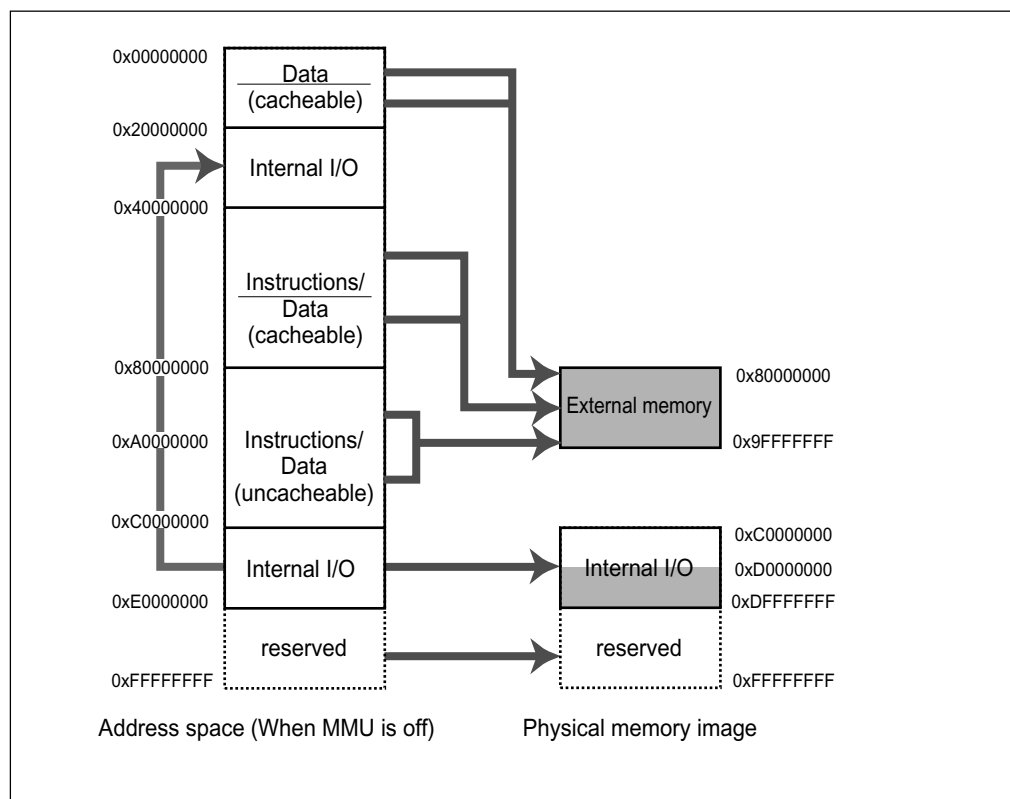 0x00000000
Data
(cacheable)
0x20000000
Internal I/O
0x40000000
Instructions/
Data
(cacheable)
0x80000000
0xA0000000
Instructions/
Data
(uncacheable)
0xC0000000
Internal I/O
0xE0000000
reserved
0xFFFFFFFF
Address space (When MMU is off)
External memory
0x80000000
0x9FFFFFFF
0xC0000000
Internal I/O
0xD0000000
0xDFFFFFFF
reserved
0xFFFFFFFF
Physical memory image